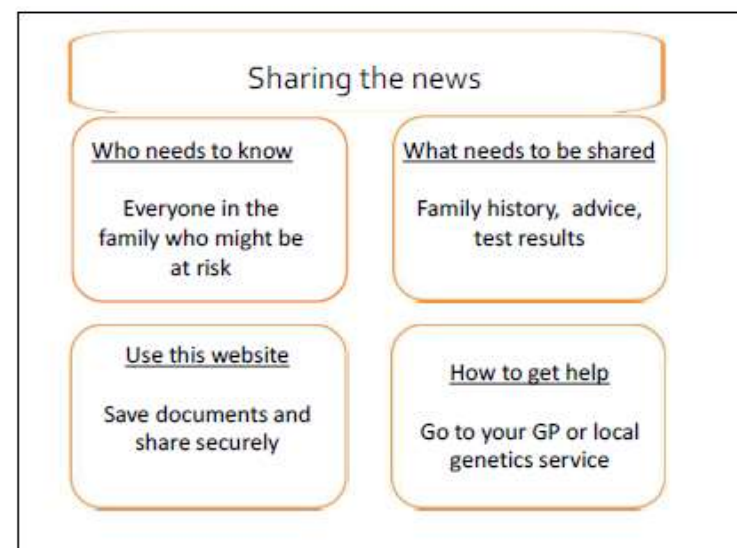 Sharing the news
Who needs to know
Everyone in the
family who might be
at risk
What needs to be shared
Family history, advice,
test results
Use this website
Save documents and
share securely
How to get help
Go to your GP or local
genetics service